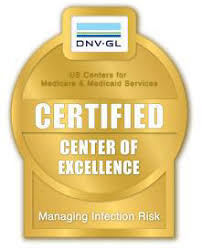 DNV·GL
US Centers for
Medicare & Medicaid Services
CERTIFIED
CENTER OF
EXCELLENCE
Managing Infection Risk